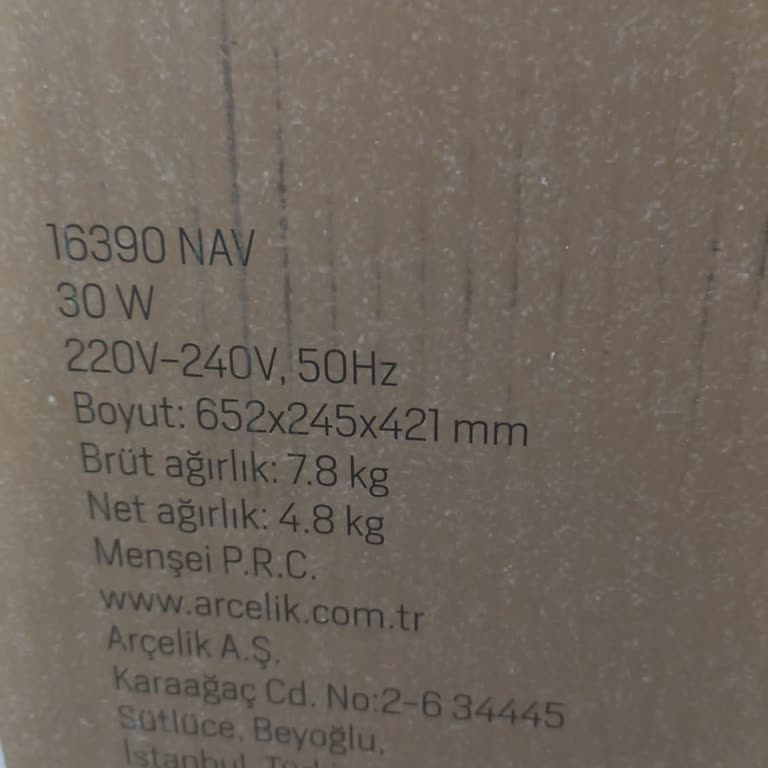 16390 NAV
30 W
220V-240V, 50Hz
Boyut: 652x245x421 mm
Brüt ağırlık: 7.8 kg
Net ağırlık: 4.8 kg
Menşei P.R.C.
www.arcelik.com.tr
Arçelik A.Ş.
Karaağaç Cd. No:2-6 34445
Sütlüce, Beyoğlu,
İstanbul